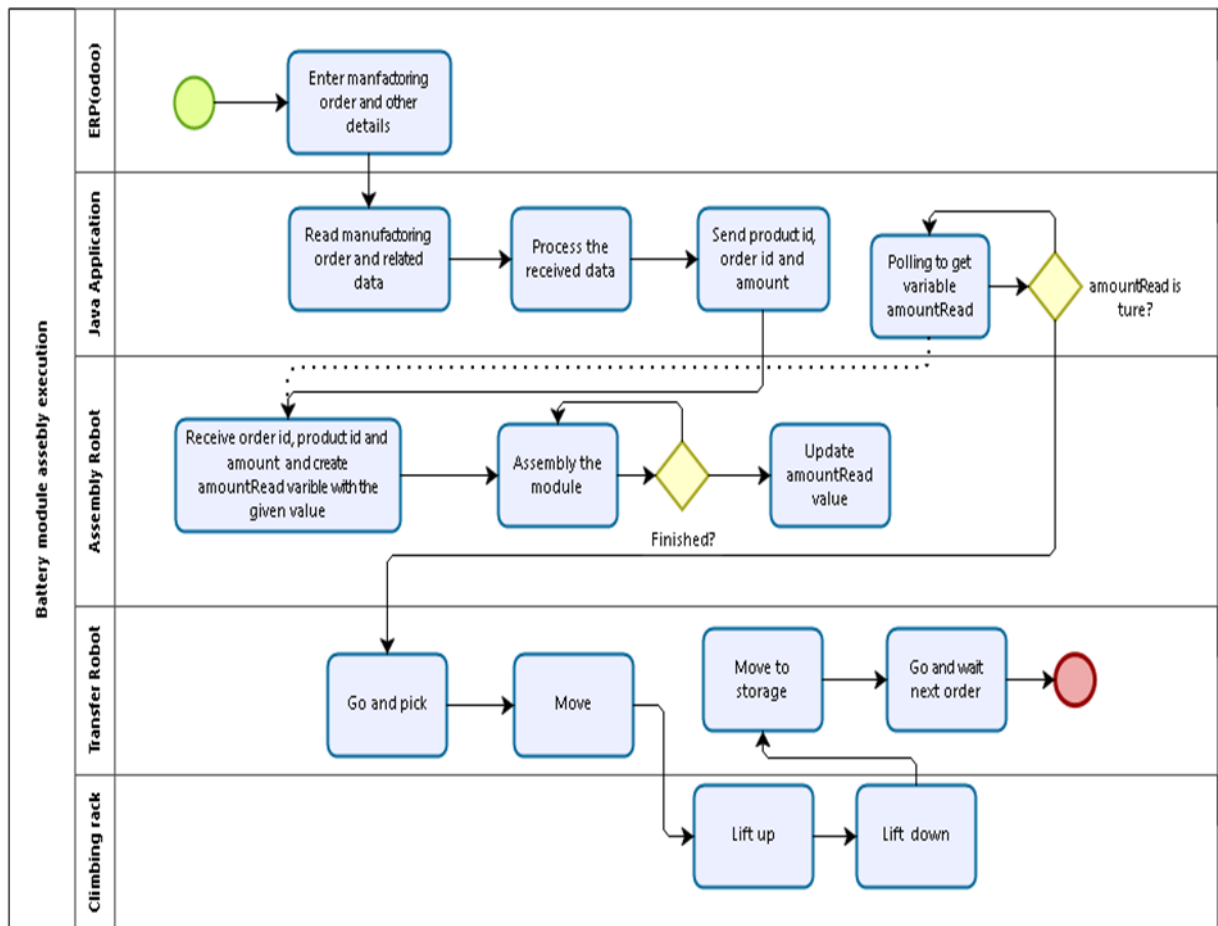 Battery module assebly execution
ERP(odoo)
Enter manfactoring
order and other
details
Java Application
Read manufactoring
order and related
data
Process the
received data
Send product id,
order id and
amount
Polling to get
variable
amountRead
amountRead is
ture?
Assembly Robot
Receive order id, product id and
amount and create
amountRead varible with the
given value
Assembly the
module
Finished?
Update
amountRead
value
Transfer Robot
Go and pick
Move
Move to
storage
Go and wait
next order
Climbing rack
Lift up
Lift down